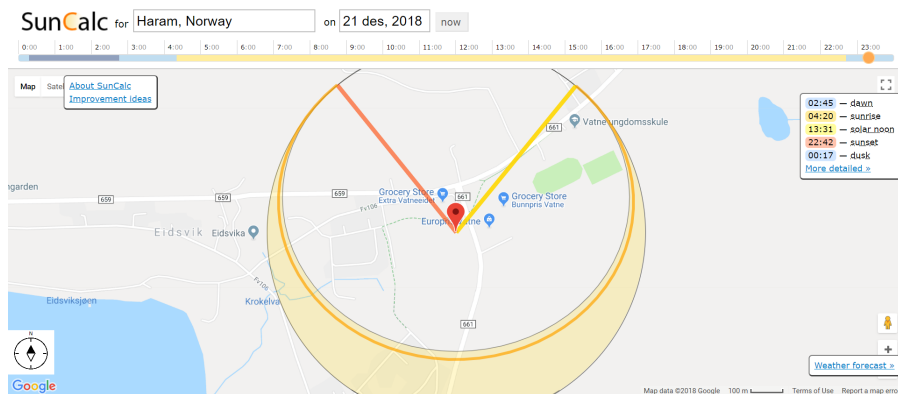 SunCalc for Haram, Norway on 21 des, 2018 now
0:00 1:00 2:00 3:00 4:00 5:00 6:00 7:00 8:00 9:00 10:00 11:00 12:00 13:00 14:00 15:00 16:00 17:00 18:00 19:00 20:00 21:00 22:00 23:00
Map Satel
About SunCalc
Improvement ideas
02:45 — dawn
04:20 — sunrise
13:31 — solar noon
22:42 — sunset
00:17 — dusk
More detailed »
Vatne ungdomsskule
661
ngarden
659
659
659
Grocery Store
Extra Vatneeidet
661
Grocery Store
Bunnpris Vatne
Fv106
Europris Vatne
Eidsvik
Eidsvika
Fv106
Eidsviksjøen
Krokelva
661
N
Weather forecast »
Google
Map data ©2018 Google 100 m Terms of Use Report a map erro